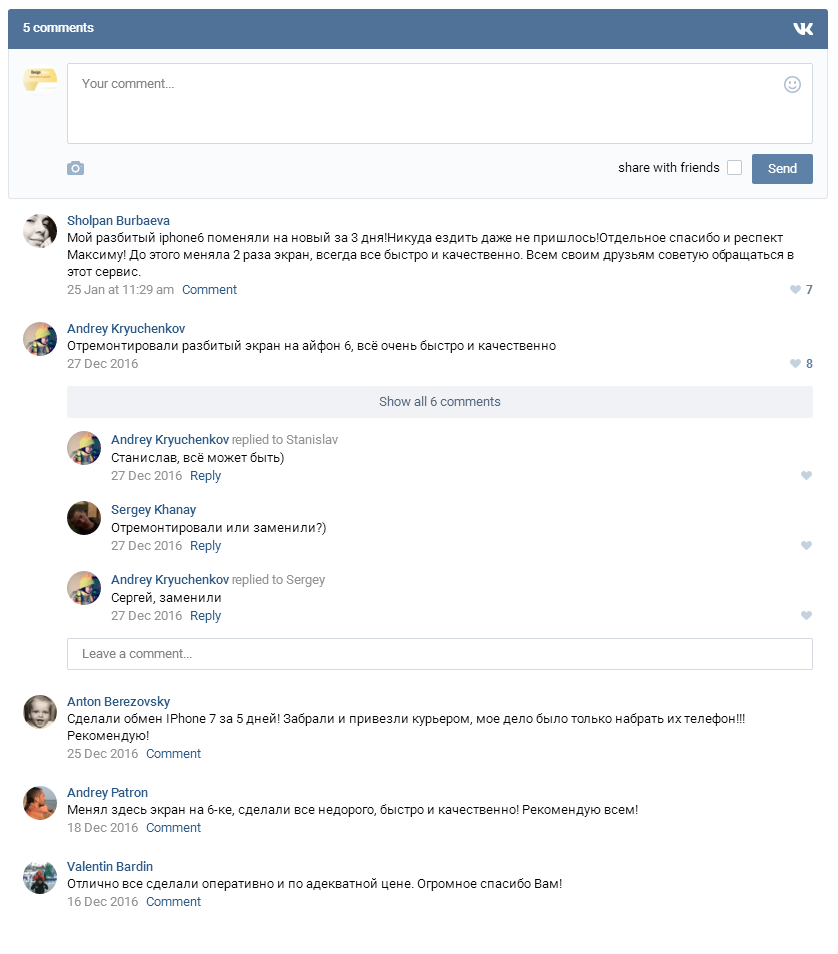 5 comments
Your comment...
share with friends
Send
Sholpan Burbaeva
Мой разбитый iphone6 поменяли на новый за 3 дня!Никуда ездить даже не пришлось!Отдельное спасибо и респект
Максиму! До этого меняла 2 раза экран, всегда все быстро и качественно. Всем своим друзьям советую обращаться в
этот сервис.
25 Jan at 11:29 am Comment
7
Andrey Kryuchenkov
Отремонтировали разбитый экран на айфон 6, всё очень быстро и качественно
27 Dec 2016
8
Show all 6 comments
Andrey Kryuchenkov replied to Stanislav
Станислав, всё может быть)
27 Dec 2016 Reply
Sergey Khanay
Отремонтировали или заменили?)
27 Dec 2016 Reply
Andrey Kryuchenkov replied to Sergey
Сергей, заменили
27 Dec 2016 Reply
Leave a comment...
Anton Berezovsky
Сделали обмен IPhone 7 за 5 дней! Забрали и привезли курьером, мое дело было только набрать их телефон!!!
Рекомендую!
25 Dec 2016 Comment
Andrey Patron
Менял здесь экран на 6-ке, сделали все недорого, быстро и качественно! Рекомендую всем!
18 Dec 2016 Comment
Valentin Bardin
Отлично все сделали оперативно и по адекватной цене. Огромное спасибо Вам!
16 Dec 2016 Comment